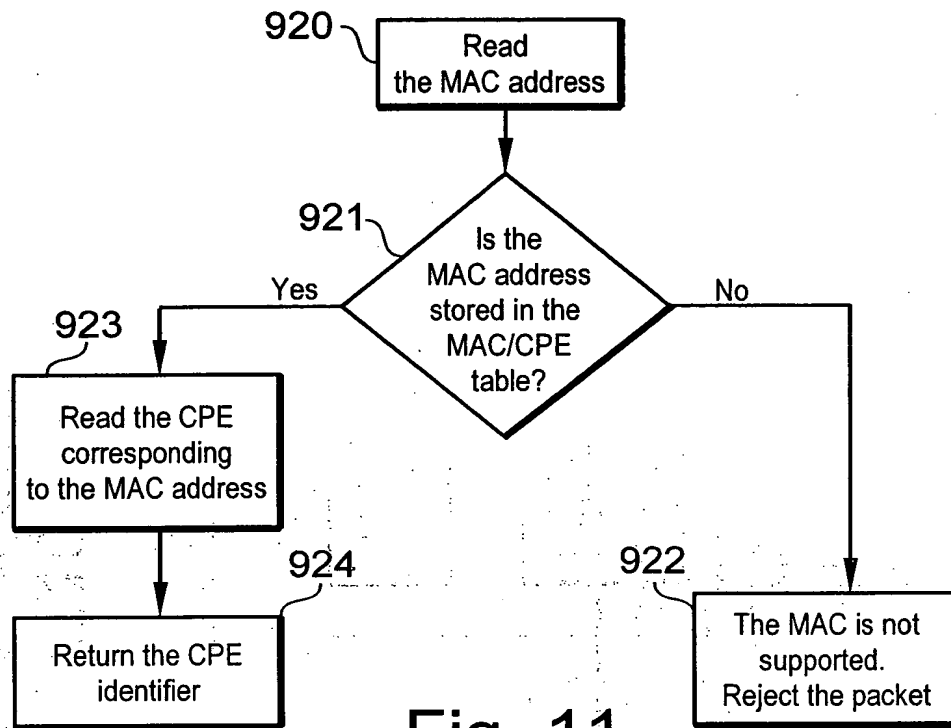 920
Read
the MAC address
921
Is the
MAC address
stored in the
MAC/CPE
table?
Yes
No
923
Read the CPE
corresponding
to the MAC address
924
Return the CPE
identifier
922
The MAC is not
supported.
Reject the packet
Fig. 11